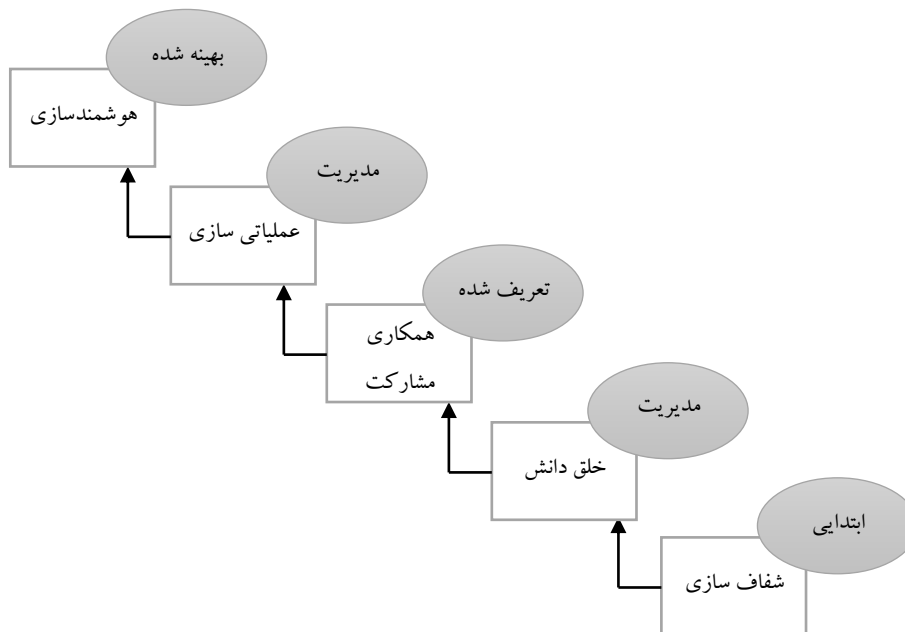 بهینه شده
هوشمندسازی
مدیریت
عملیاتی سازی
تعریف شده
همکاری
مشارکت
مدیریت
خلق دانش
ابتدایی
شفاف سازی